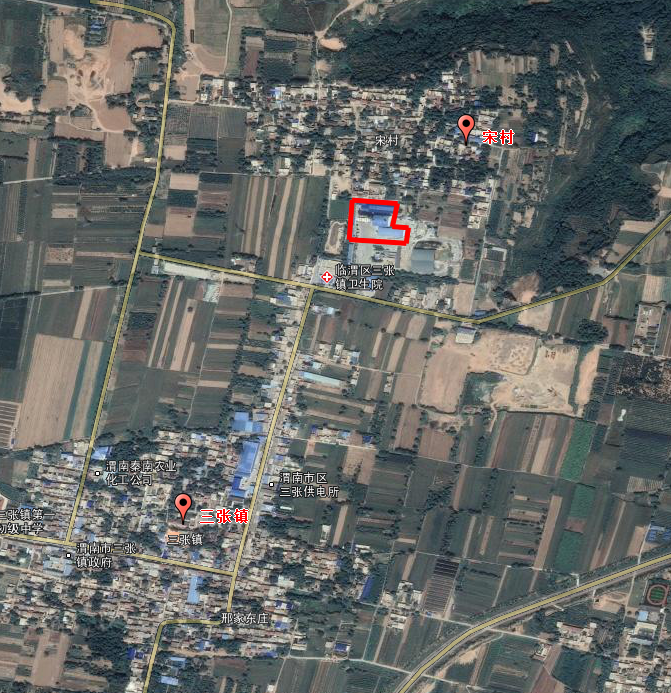 宋村
宋村
临渭区三张
镇卫生院
渭南秦南农业
化工公司
渭南市区
三张供电所
三张镇
三张镇
三张镇第一
初级中学
渭南市三张
镇政府
邢家东庄